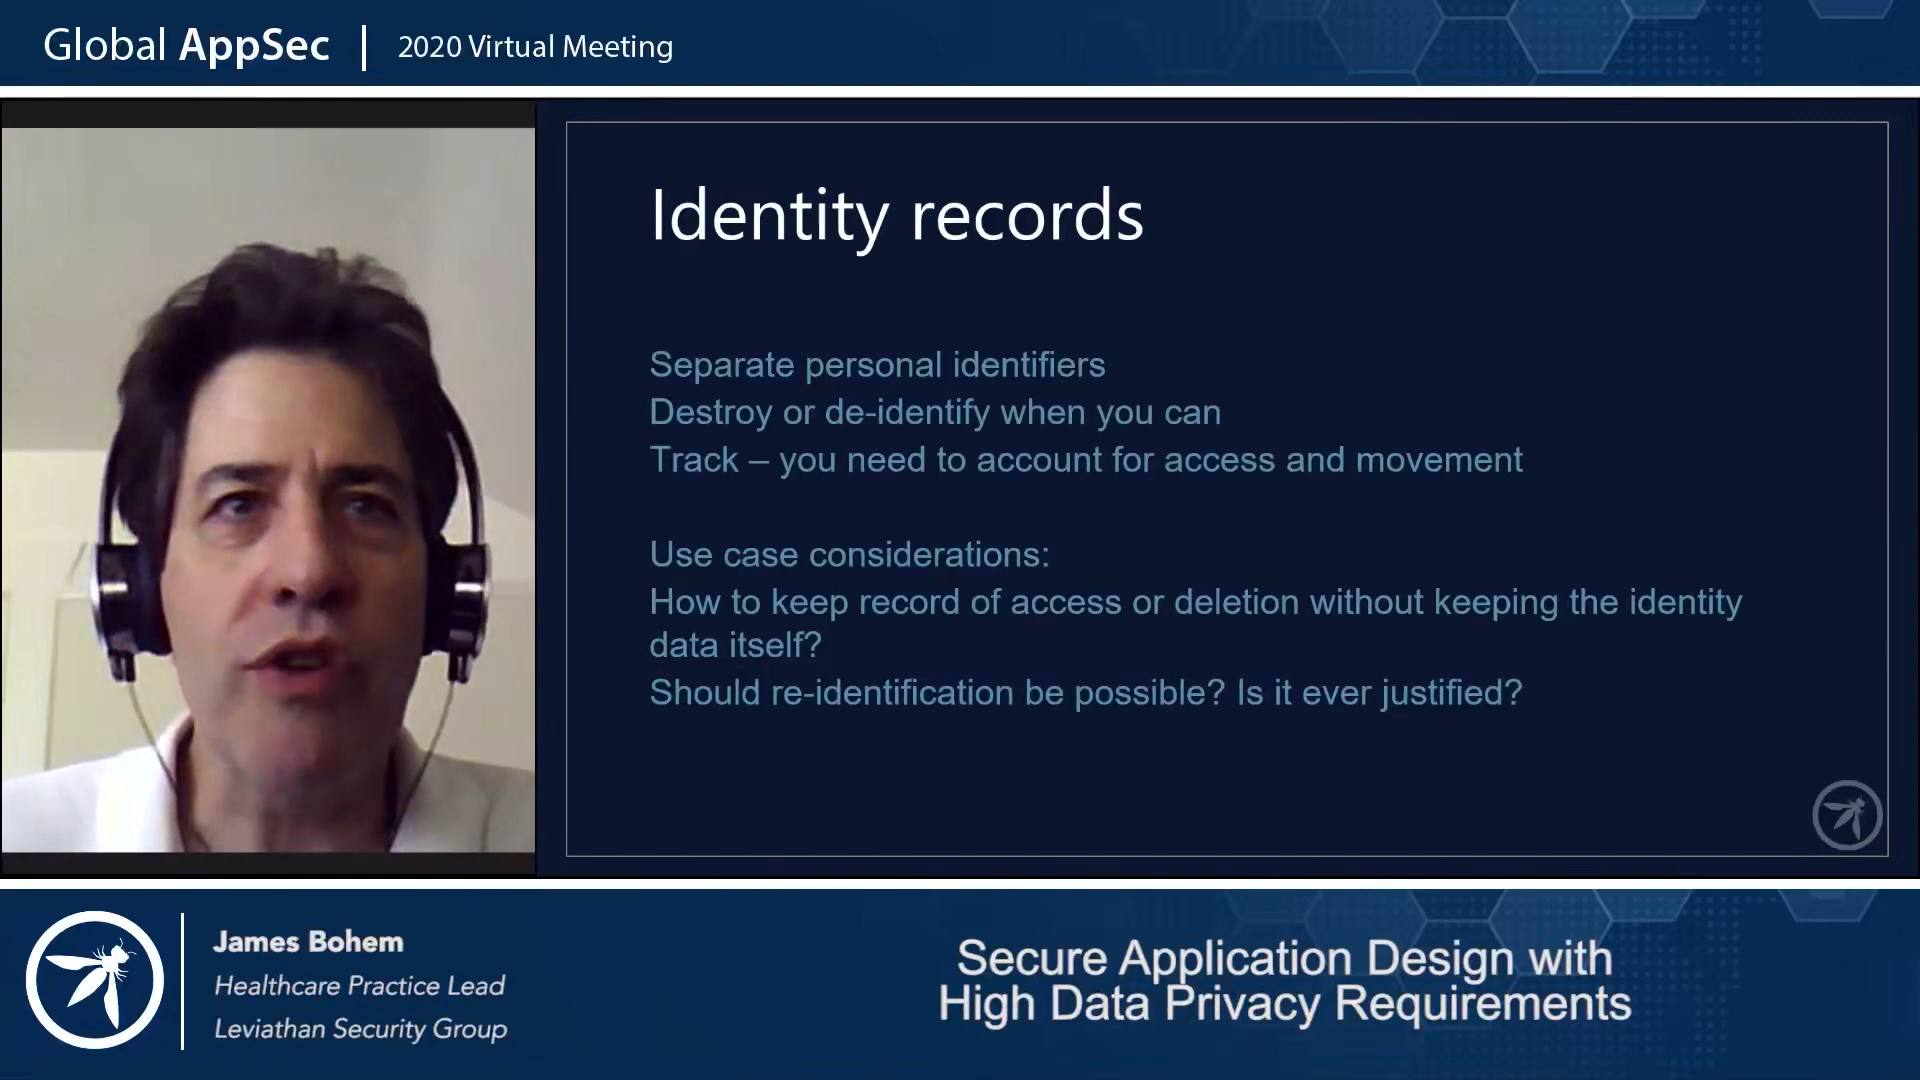 Global AppSec | 2020 Virtual Meeting
Identity records
Separate personal identifiers
Destroy or de-identify when you can
Track – you need to account for access and movement
Use case considerations:
How to keep record of access or deletion without keeping the identity
data itself?
Should re-identification be possible? Is it ever justified?
James Bohem
Healthcare Practice Lead
Leviathan Security Group
Secure Application Design with
High Data Privacy Requirements